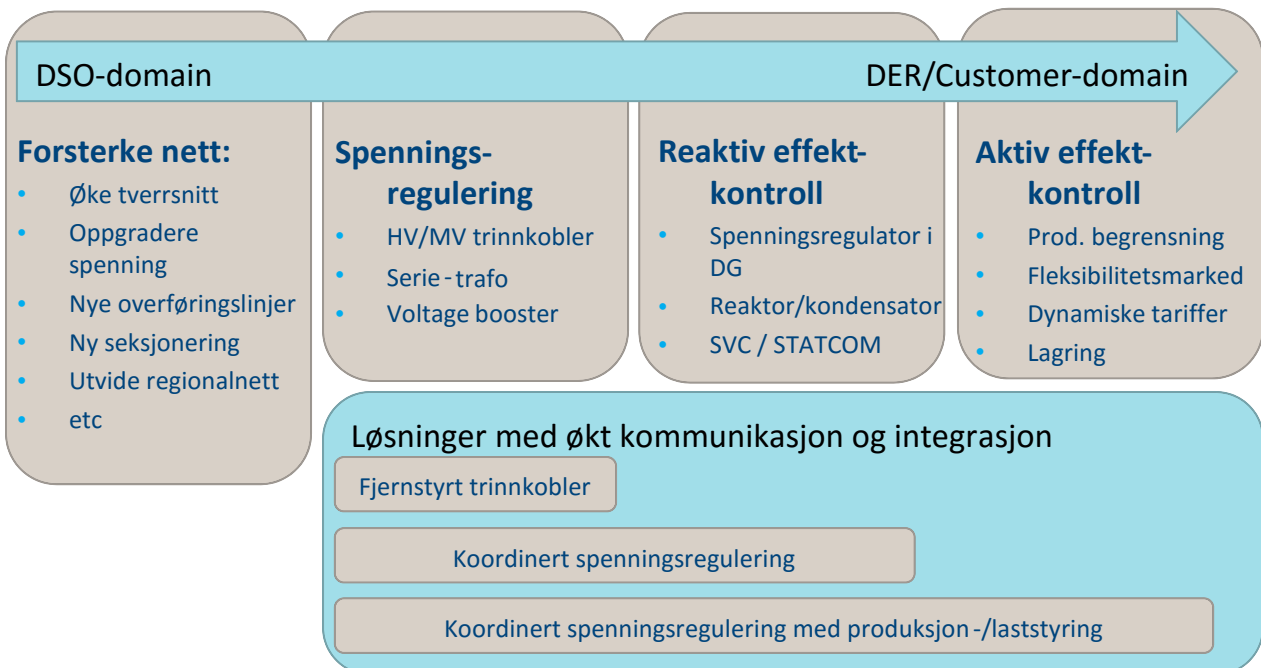 DSO-domain
DER/Customer-domain
Forsterke nett:
• Øke tverrsnitt
• Oppgradere
spenning
• Nye overføringslinjer
• Ny seksjonering
• Utvide regionalnett
• etc
Spennings-
regulering
• HV/MV trinnkobler
• Serie-trafo
• Voltage booster
Reaktiv effekt-
kontroll
• Spenningsregulator i
DG
• Reaktor/kondensator
• SVC / STATCOM
Aktiv effekt-
kontroll
• Prod. begrensning
• Fleksibilitetsmarked
• Dynamiske tariffer
• Lagring
Løsninger med økt kommunikasjon og integrasjon
Fjernstyrt trinnkobler
Koordinert spenningsregulering
Koordinert spenningsregulering med produksjon-/laststyring